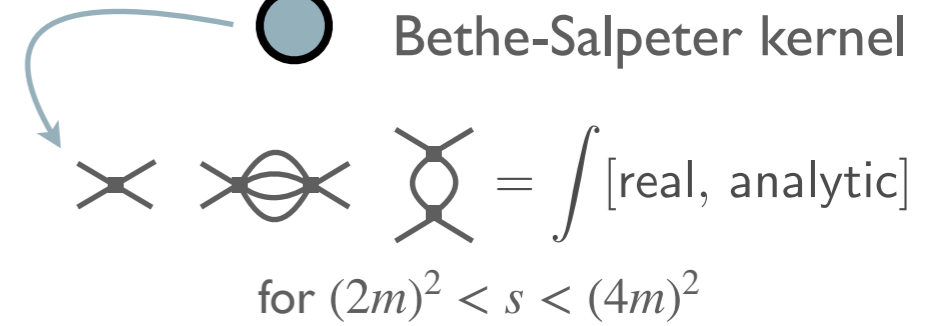 Bethe-Salpeter kernel
= ∫ [real, analytic]
for (2m)² < s < (4m)²